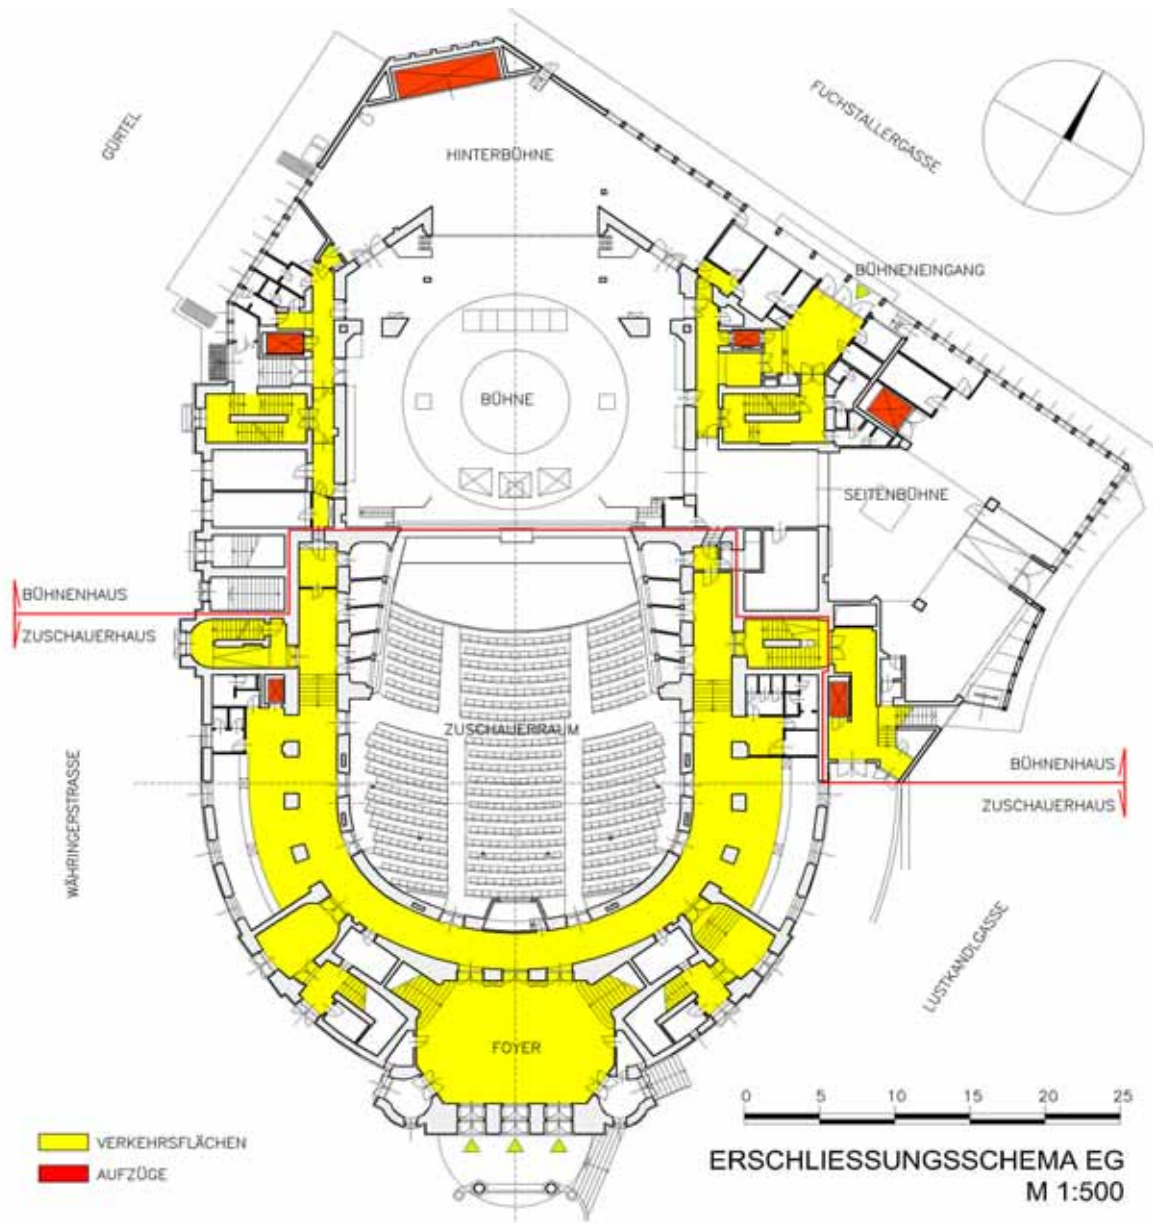 GÜRTEL
FUCHSTALLERGASSE
HINTERBÜHNE
BÜHNENEINGANG
BÜHNE
SEITENBÜHNE
BÜHNENHAUS
ZUSCHAUERHAUS
ZUSCHAUERRAUM
WÄHRINGERSTRASSE
BÜHNENHAUS
ZUSCHAUERHAUS
LUSTKANDLGASSE
FOYER
0 5 10 15 20 25
VERKEHRSFLÄCHEN
AUFZÜGE
ERSCHLIESSUNGSSCHEMA EG
M 1:500